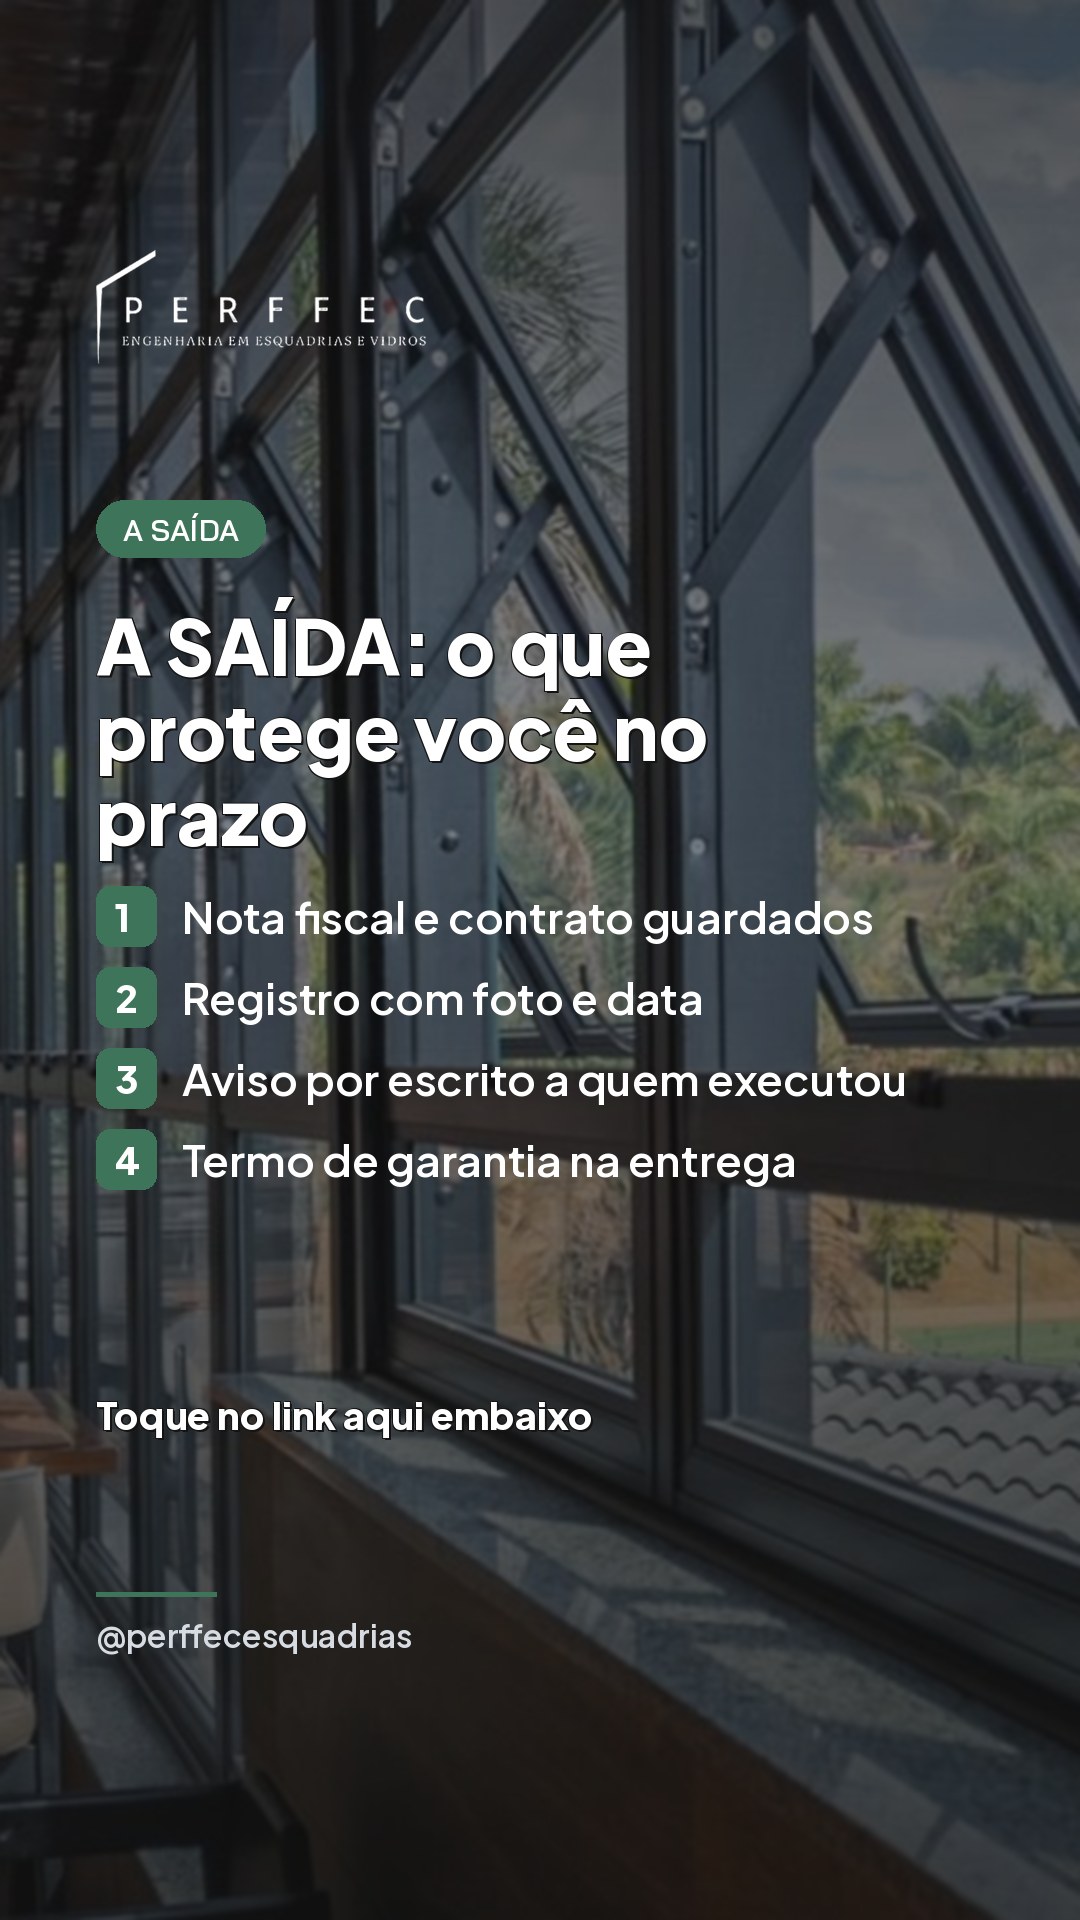 PERFFEC
ENGENHARIA EM ESQUADRIAS E VIDROS
A SAÍDA
A SAÍDA: o que
protege você no
prazo
1 Nota fiscal e contrato guardados
2 Registro com foto e data
3 Aviso por escrito a quem executou
4 Termo de garantia na entrega
Toque no link aqui embaixo
@perffecesquadrias